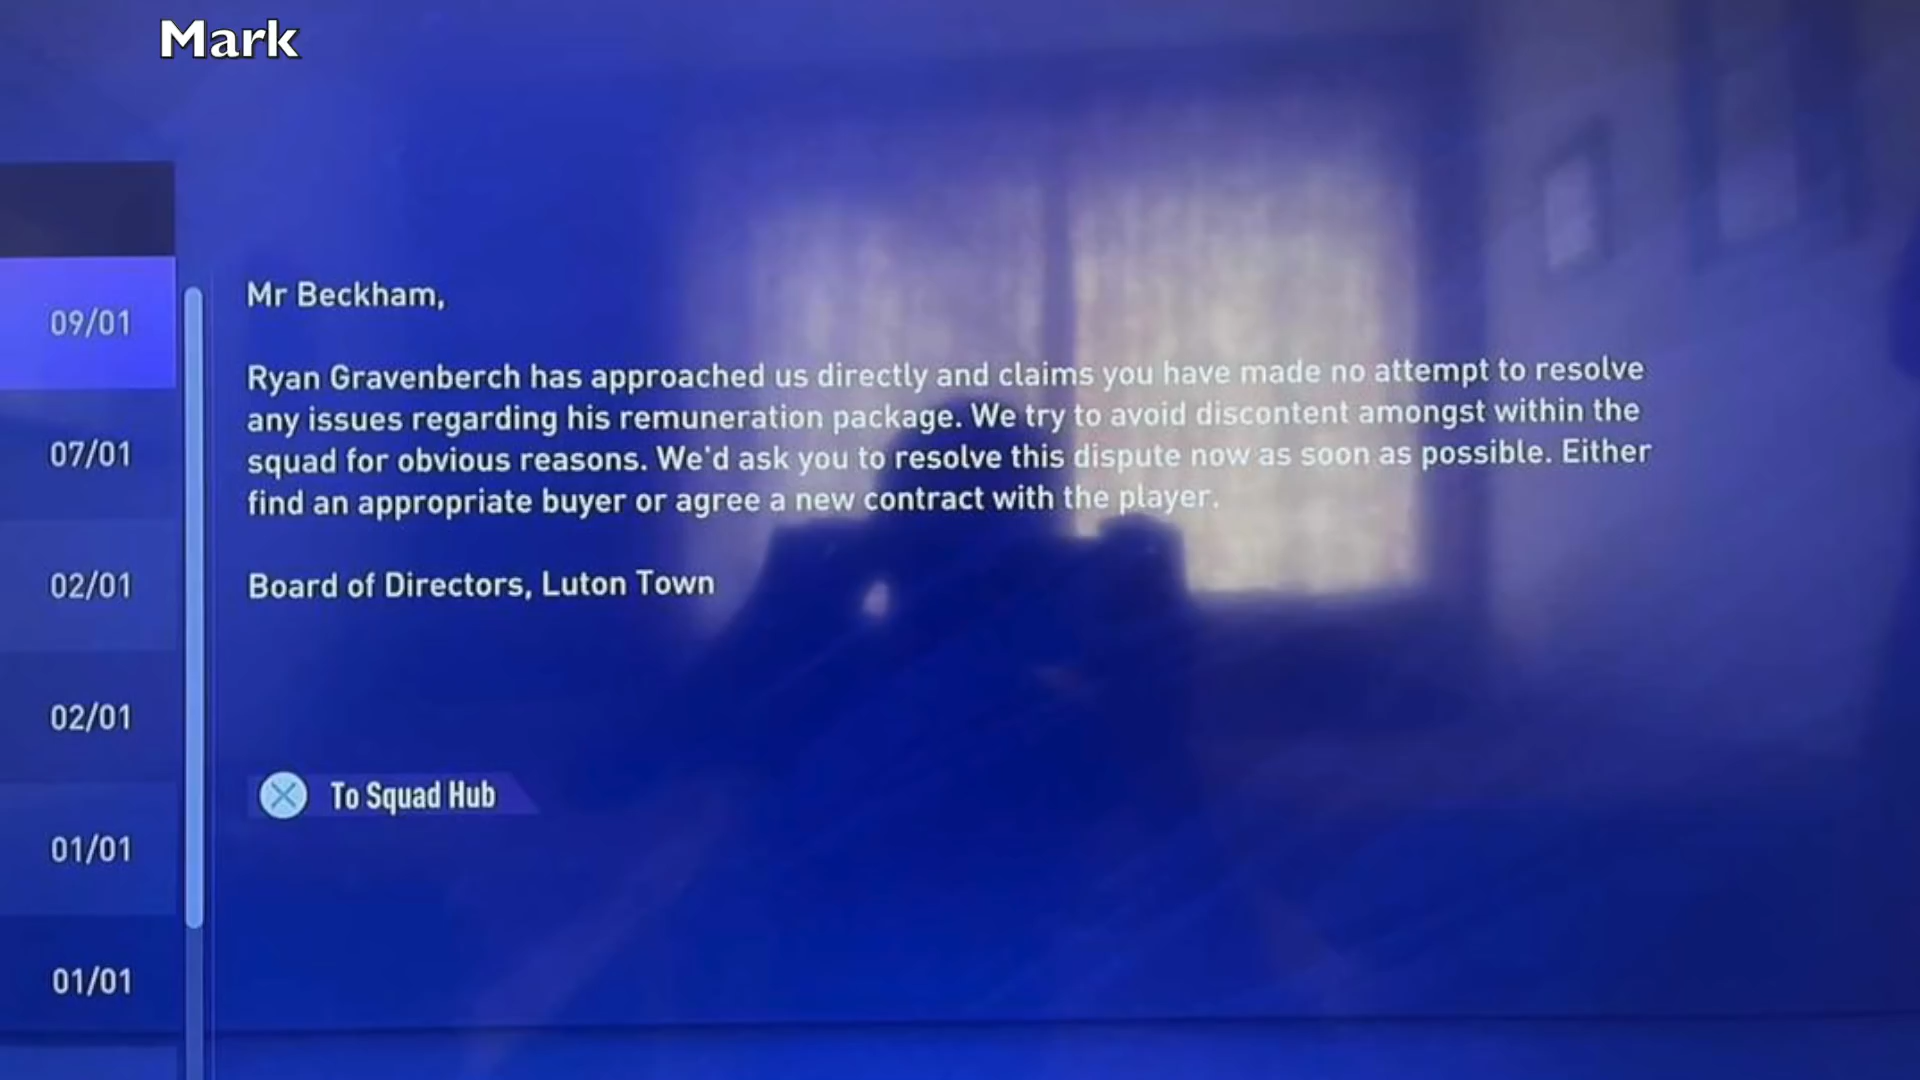 Mark
09/01
07/01
02/01
02/01
01/01
01/01
Mr Beckham,
Ryan Gravenberch has approached us directly and claims you have made no attempt to resolve
any issues regarding his remuneration package. We try to avoid discontent amongst within the
squad for obvious reasons. We'd ask you to resolve this dispute now as soon as possible. Either
find an appropriate buyer or agree a new contract with the player.
Board of Directors, Luton Town
To Squad Hub